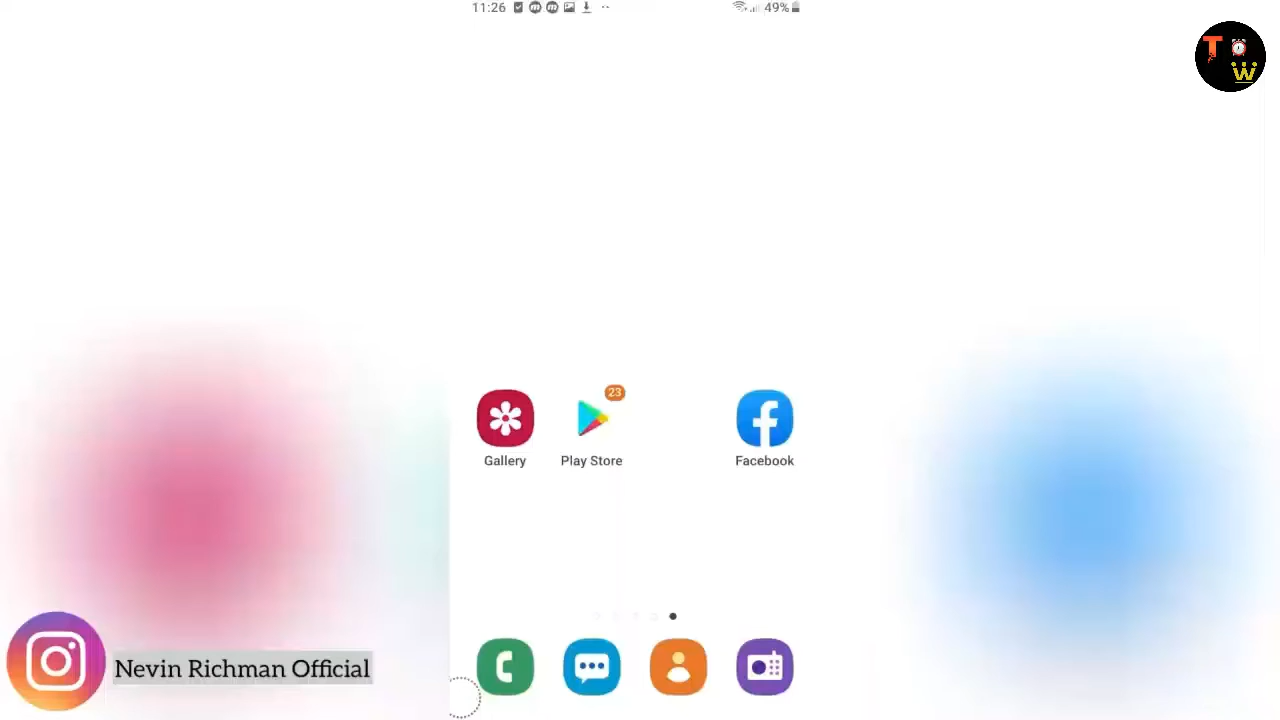 11:26
49%
T
W
23
Gallery
Play Store
Facebook
Nevin Richman Official